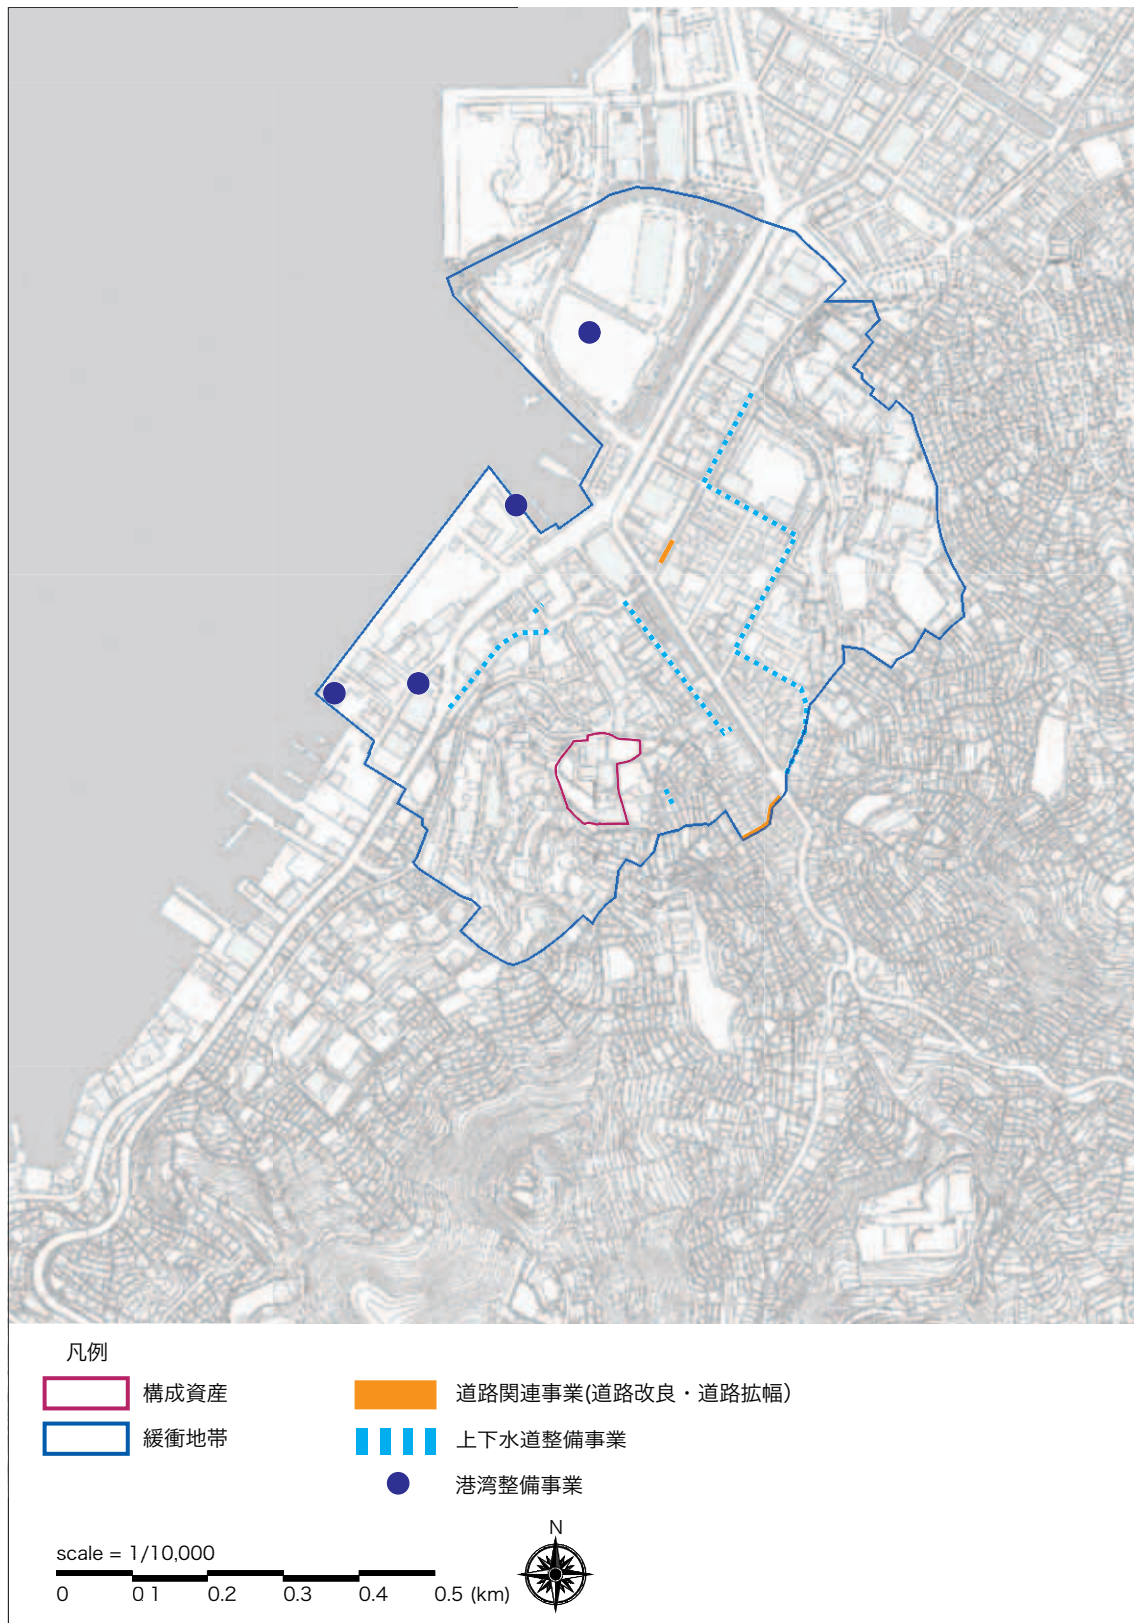 凡例
構成資産
緩衝地帯
道路関連事業(道路改良・道路拡幅）
上下水道整備事業
港湾整備事業
N
scale = 1/10,000
0 0.1 0.2 0.3 0.4 0.5 (km)